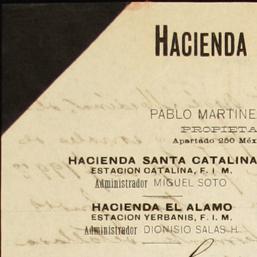 HACIENDA
PABLO MARTINE
PROPIETA
Apartado 250 Méx
HACIENDA SANTA CATALINA
ESTACION CATALINA, F. I. M.
Administrador MIGUEL SOTO
HACIENDA EL ALAMO
ESTACION YERBANIS, F. I. M.
Administrador DIONISIO SALAS H.